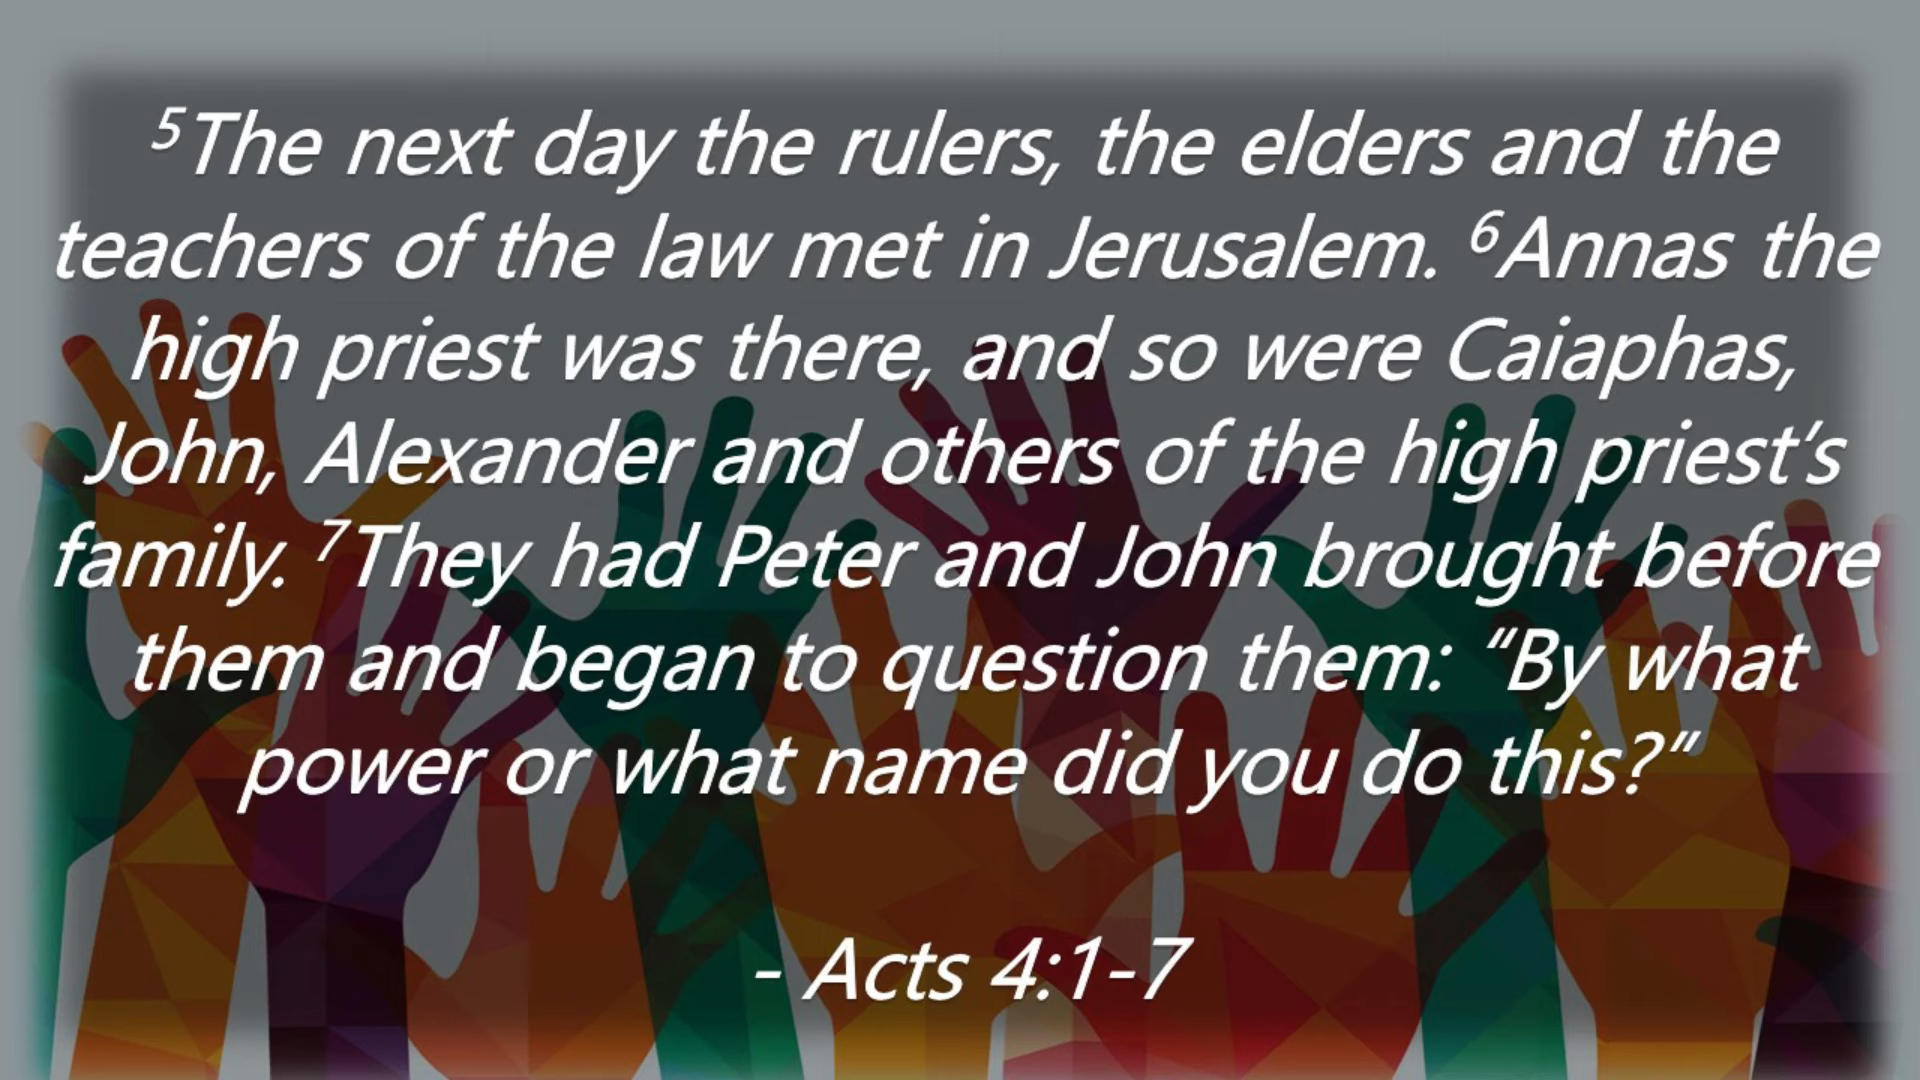 ⁵The next day the rulers, the elders and the
teachers of the law met in Jerusalem. ⁶Annas the
high priest was there, and so were Caiaphas,
John, Alexander and others of the high priest’s
family. ⁷They had Peter and John brought before
them and began to question them: “By what
power or what name did you do this?”
- Acts 4:1-7